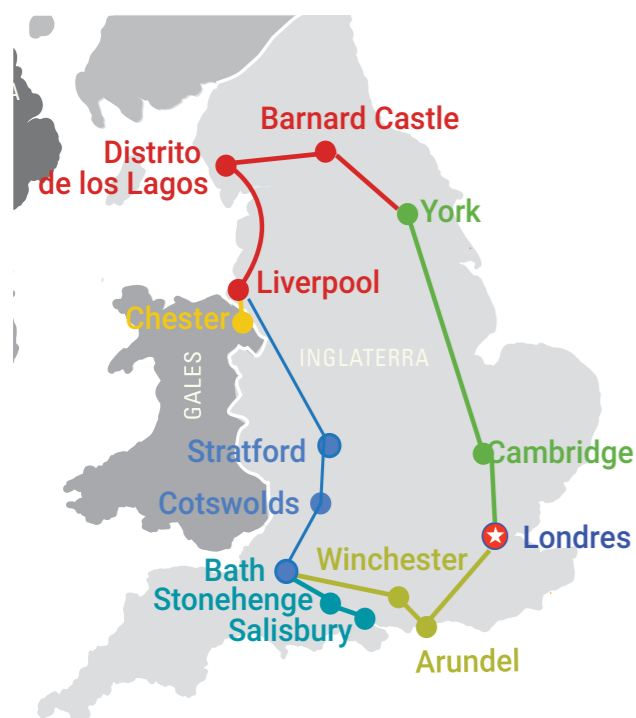 A
Barnard Castle
Distrito
de los Lagos
York
Liverpool
Chester
INGLATERRA
GALES
Stratford
Cambridge
Cotswolds
Londres
Winchester
Bath
Stonehenge
Salisbury
Arundel